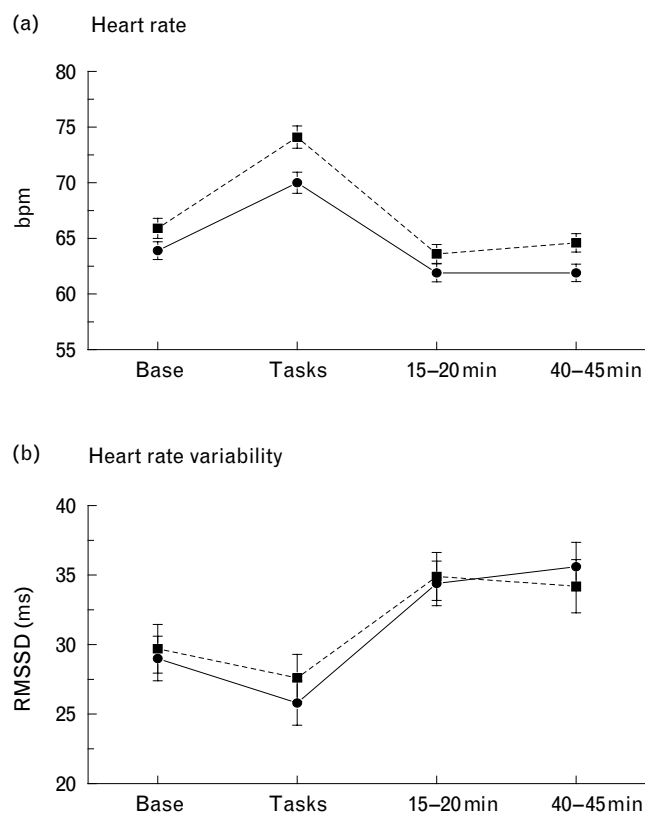 (a) Heart rate
80
75
70
65
60
55
bpm
Base Tasks 15–20 min 40–45 min
(b) Heart rate variability
40
35
30
25
20
RMSSD (ms)
Base Tasks 15–20 min 40–45 min